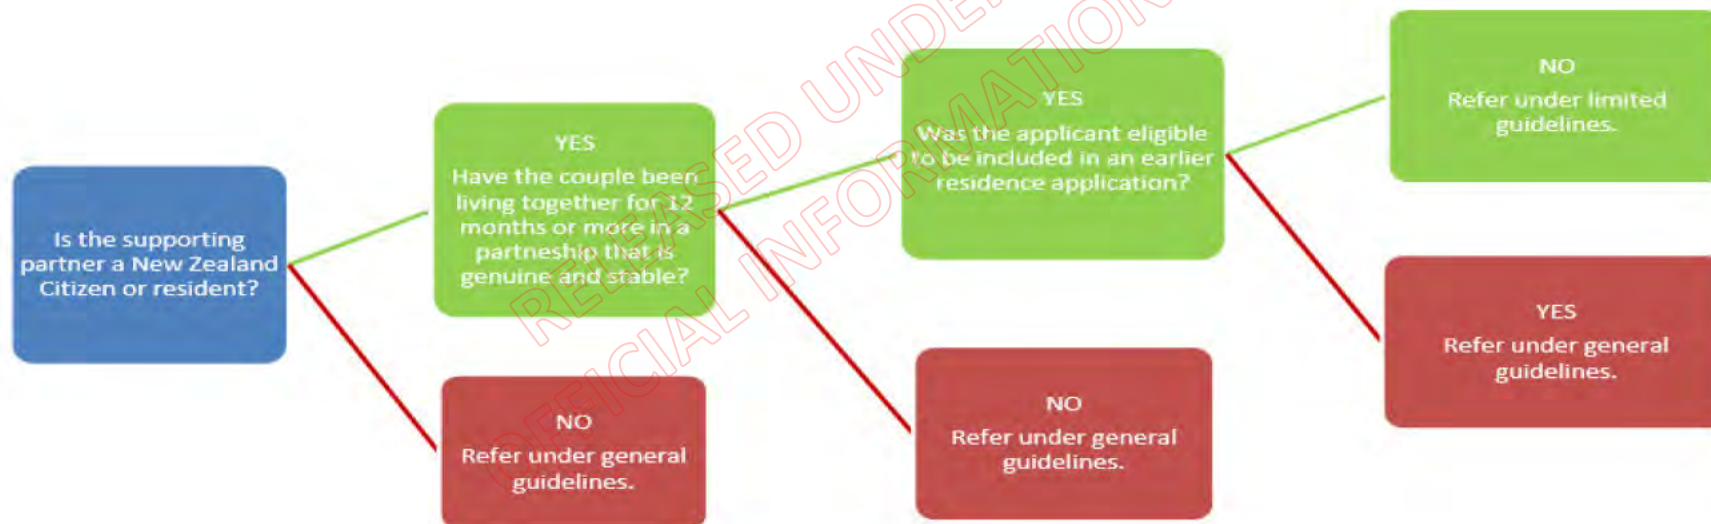 Is the supporting
partner a New Zealand
Citizen or resident?
YES
Have the couple been
living together for 12
months or more in a
partneship that is
genuine and stable?
NO
Refer under general
guidelines.
YES
Was the applicant eligible
to be included in an earlier
residence application?
NO
Refer under general
guidelines.
NO
Refer under limited
guidelines.
YES
Refer under general
guidelines.
RELEASED UNDER
OFFICIAL INFORMATION